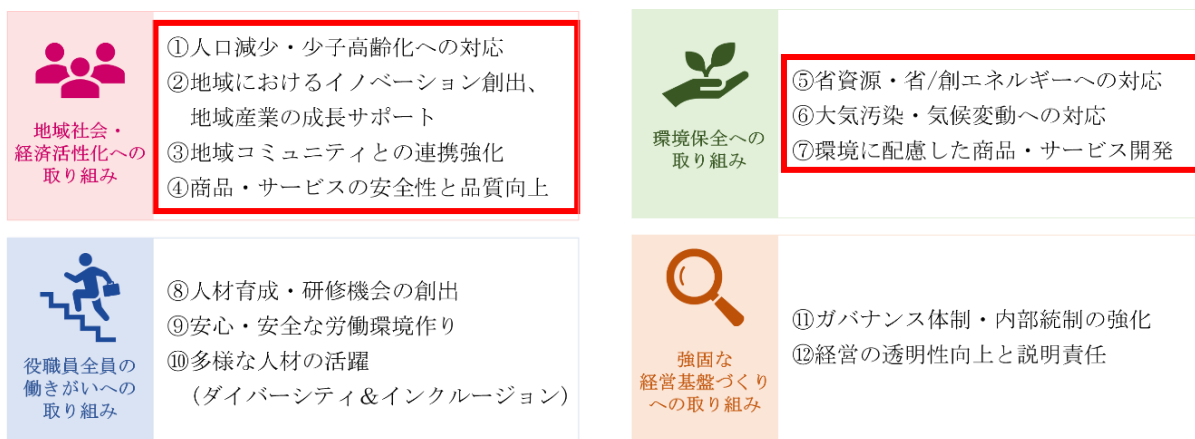 地域社会・
経済活性化への
取り組み
①人口減少・少子高齢化への対応
②地域におけるイノベーション創出、
地域産業の成長サポート
③地域コミュニティとの連携強化
④商品・サービスの安全性と品質向上
環境保全への
取り組み
⑤省資源・省/創エネルギーへの対応
⑥大気汚染・気候変動への対応
⑦環境に配慮した商品・サービス開発
役職員全員の
働きがいへの
取り組み
⑧人材育成・研修機会の創出
⑨安心・安全な労働環境作り
⑩多様な人材の活躍
(ダイバーシティ&インクルージョン)
強固な
経営基盤づくり
への取り組み
⑪ガバナンス体制・内部統制の強化
⑫経営の透明性向上と説明責任